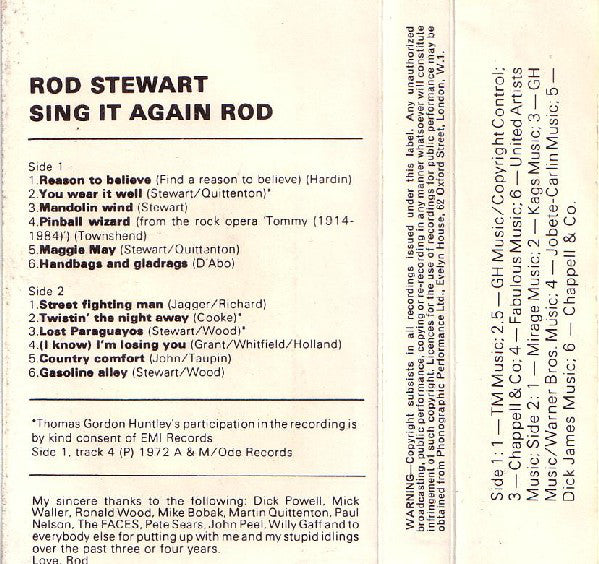 ROD STEWART
SING IT AGAIN ROD
Side 1
1.Reason to believe (Find a reason to believe) (Hardin)
2.You wear it well (Stewart/Quittenton)*
3.Mandolin wind (Stewart)
4.Pinball wizard (from the rock opera 'Tommy (1914-
1984)') (Townshend)
5.Maggie May (Stewart/Quittenton)
6.Handbags and gladrags (D'Abo)
Side 2
1.Street fighting man (Jagger/Richard)
2.Twistin' the night away (Cooke)*
3.Lost Paraguayos (Stewart/Wood)*
4.(I know) I'm losing you (Grant/Whitfield/Holland)
5.Country comfort (John/Taupin)
6.Gasoline alley (Stewart/Wood)
*Thomas Gordon Huntley's participation in the recording is
by kind consent of EMI Records
Side 1, track 4 (P) 1972 A & M/Ode Records
My sincere thanks to the following: Dick Powell, Mick
Waller, Ronald Wood, Mike Bobak, Martin Quittenton, Paul
Nelson, The FACES, Pete Sears, John Peel, Willy Gaff and to
everybody else for putting up with me and my stupid idlings
over the past three or four years.
Love, Rod
WARNING—Copyright subsists in all recordings issued under this label. Any unauthorized
broadcasting, public performance, copying or re-recording in any manner whatsoever will constitute
infringement of such copyright. Licences for the use of recordings for public performance may be
obtained from Phonographic Performance Ltd., Evelyn House, 62 Oxford Street, London, W.1.
Side 1: 1 — TM Music; 2,5 — GH Music/Copyright Control;
3 — Chappell & Co; 4 — Fabulous Music; 6 — United Artists
Music; Side 2: 1 — Mirage Music; 2 — Kags Music; 3 — GH
Music/Warner Bros. Music; 4 — Jobete-Carlin Music; 5 —
Dick James Music; 6 — Chappell & Co.